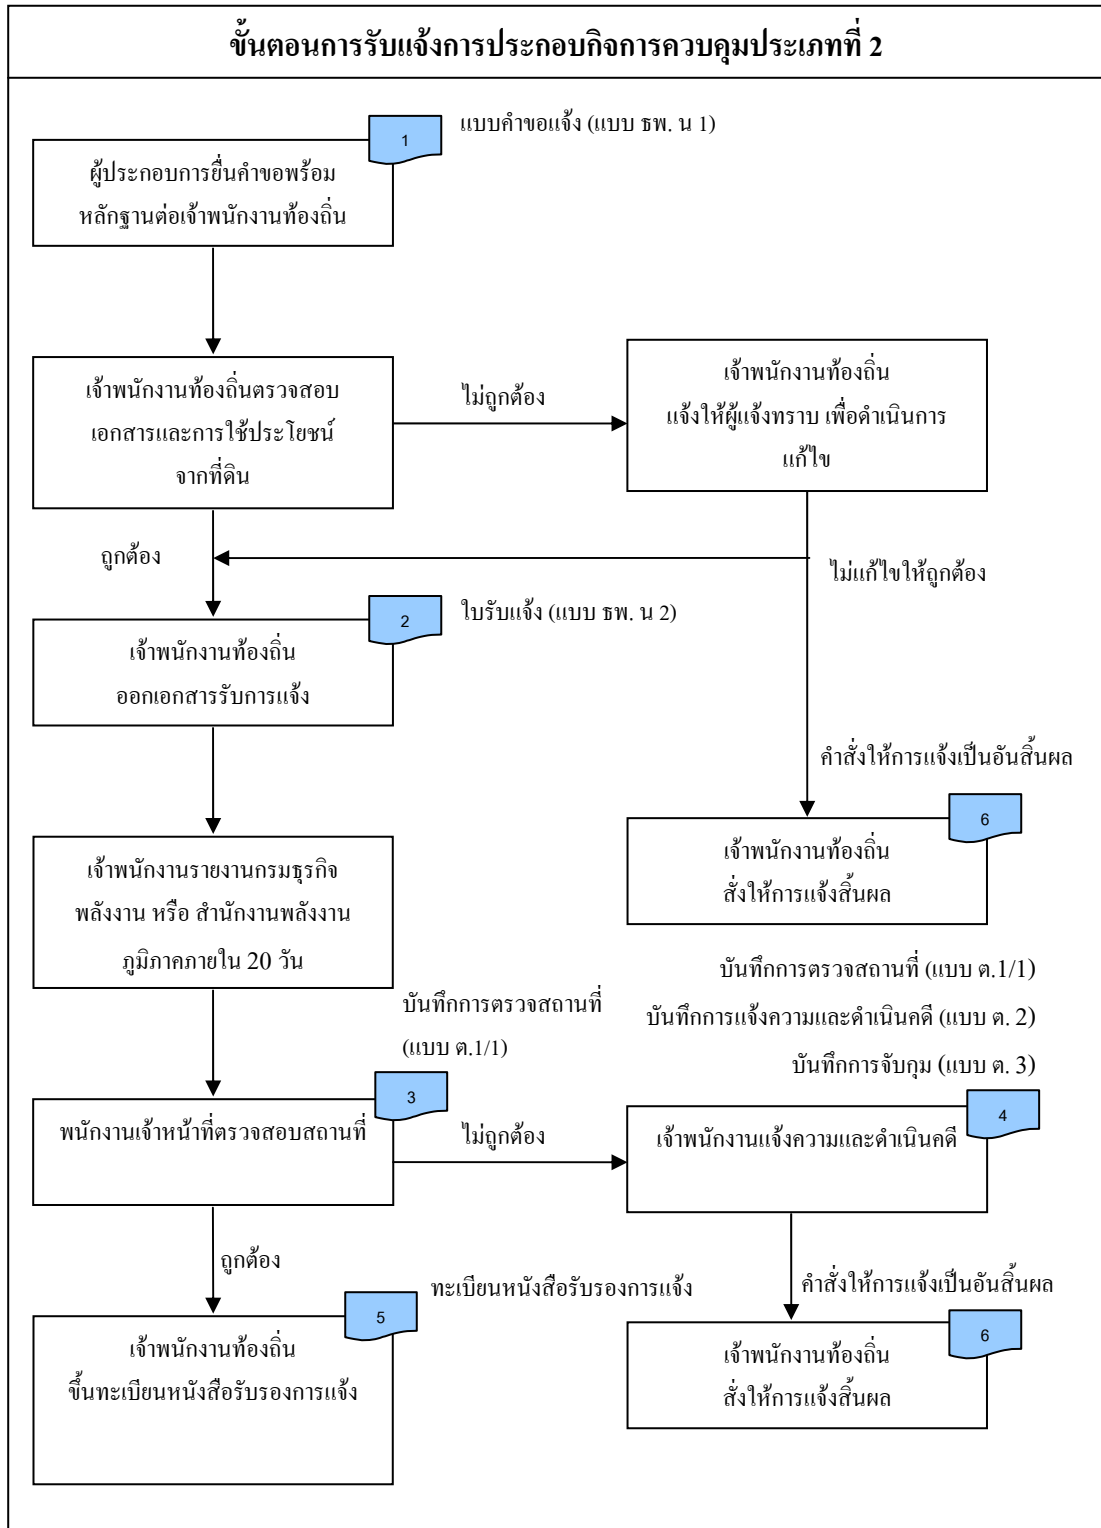 ขั้นตอนการรับแจ้งการประกอบกิจการควบคุมประเภทที่ 2
1
แบบคำขอแจ้ง (แบบ ธพ. น 1)
ผู้ประกอบการยื่นคำขอพร้อม
หลักฐานต่อเจ้าพนักงานท้องถิ่น
เจ้าพนักงานท้องถิ่นตรวจสอบ
เอกสารและการใช้ประโยชน์
จากที่ดิน
ไม่ถูกต้อง
เจ้าพนักงานท้องถิ่น
แจ้งให้ผู้แจ้งทราบ เพื่อดำเนินการ
แก้ไข
ถูกต้อง
ไม่แก้ไขให้ถูกต้อง
2
ใบรับแจ้ง (แบบ ธพ. น 2)
เจ้าพนักงานท้องถิ่น
ออกเอกสารรับการแจ้ง
คำสั่งให้การแจ้งเป็นอันสิ้นผล
6
เจ้าพนักงานท้องถิ่น
สั่งให้การแจ้งสิ้นผล
เจ้าพนักงานรายงานกรมธุรกิจ
พลังงาน หรือ สำนักงานพลังงาน
ภูมิภาคภายใน 20 วัน
บันทึกการตรวจสถานที่
(แบบ ต.1/1)
บันทึกการตรวจสถานที่ (แบบ ต.1/1)
บันทึกการแจ้งความและดำเนินคดี (แบบ ต. 2)
บันทึกการจับกุม (แบบ ต. 3)
3
พนักงานเจ้าหน้าที่ตรวจสอบสถานที่
ไม่ถูกต้อง
4
เจ้าพนักงานแจ้งความและดำเนินคดี
ถูกต้อง
ทะเบียนหนังสือรับรองการแจ้ง
คำสั่งให้การแจ้งเป็นอันสิ้นผล
5
เจ้าพนักงานท้องถิ่น
ขึ้นทะเบียนหนังสือรับรองการแจ้ง
6
เจ้าพนักงานท้องถิ่น
สั่งให้การแจ้งสิ้นผล